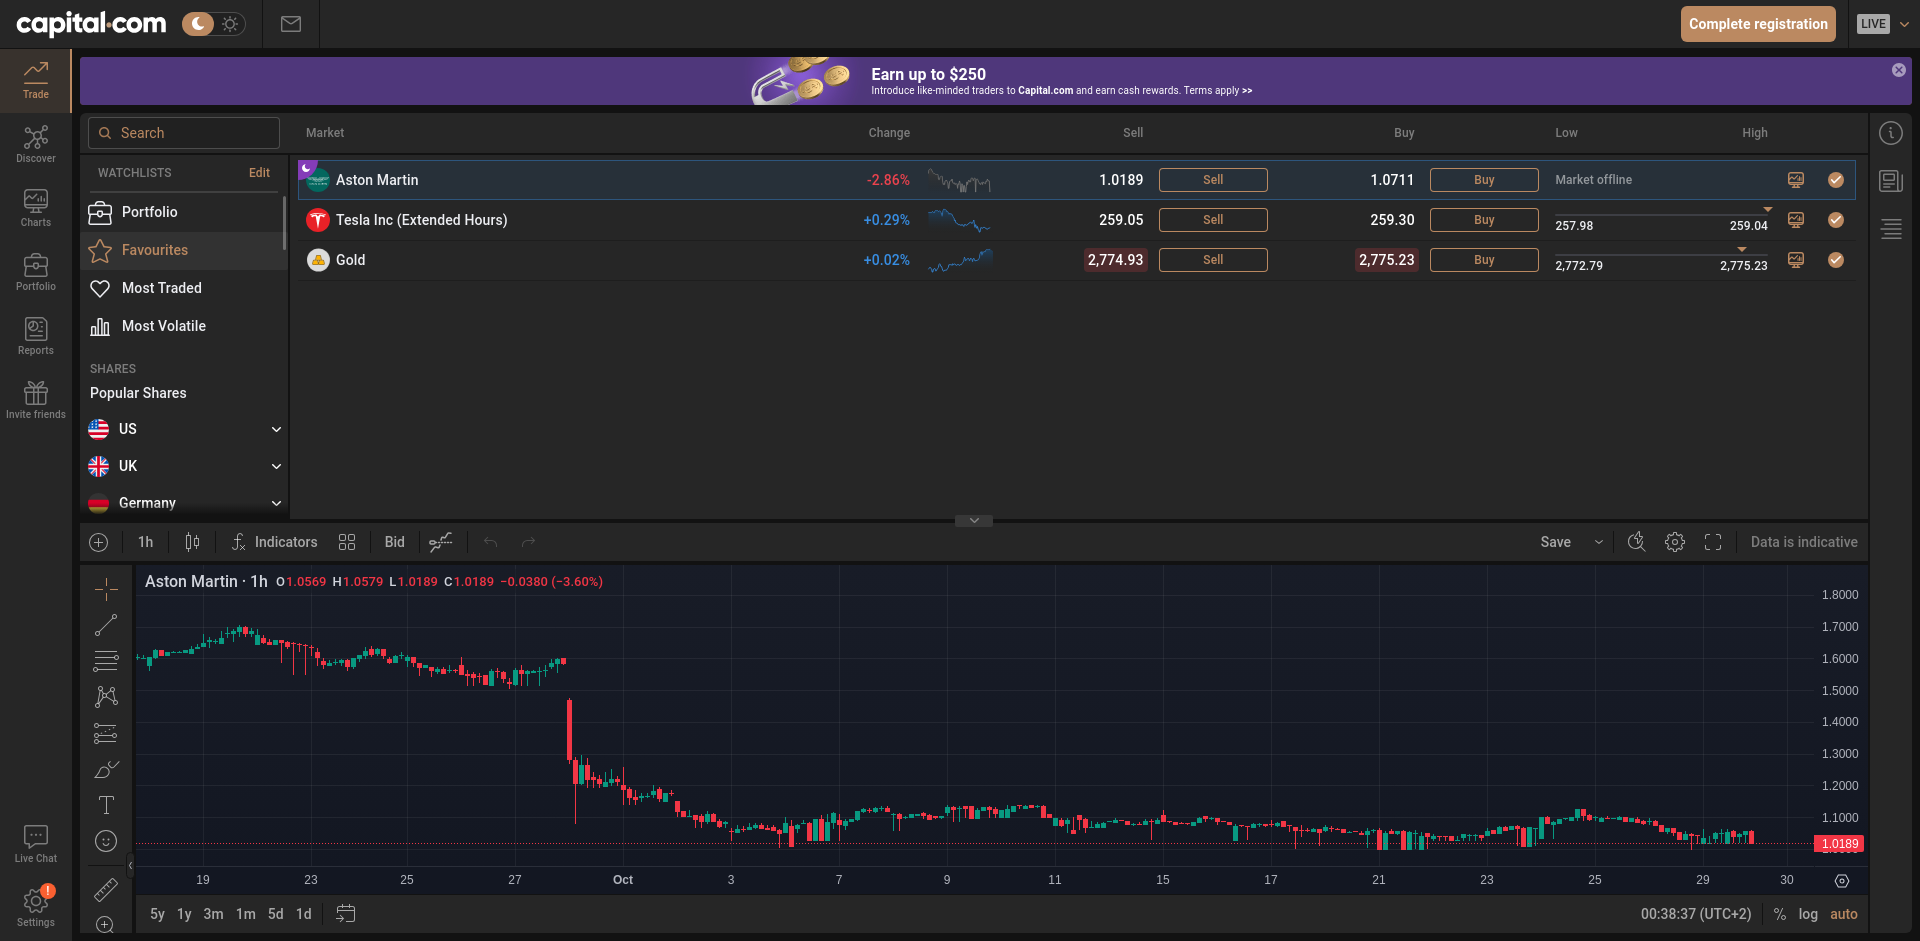 capital.com
Complete registration
LIVE
Trade
Discover
Charts
Portfolio
Reports
Invite friends
Live Chat
!
Settings
Earn up to $250
Introduce like-minded traders to Capital.com and earn cash rewards. Terms apply >>
Search
Market Change Sell Buy Low High
WATCHLISTS Edit
Portfolio
Favourites
Most Traded
Most Volatile
SHARES
Popular Shares
US
UK
Germany
Aston Martin -2.86% 1.0189 Sell 1.0711 Buy Market offline
Tesla Inc (Extended Hours) +0.29% 259.05 Sell 259.30 Buy 257.98 259.04
Gold +0.02% 2,774.93 Sell 2,775.23 Buy 2,772.79 2,775.23
1h Indicators Bid Save Data is indicative
Aston Martin · 1h O1.0569 H1.0579 L1.0189 C1.0189 −0.0380 (−3.60%)
1.8000
1.7000
1.6000
1.5000
1.4000
1.3000
1.2000
1.1000
1.0189
19 23 25 27 Oct 3 7 9 11 15 17 21 23 25 29 30
5y 1y 3m 1m 5d 1d 00:38:37 (UTC+2) % log auto